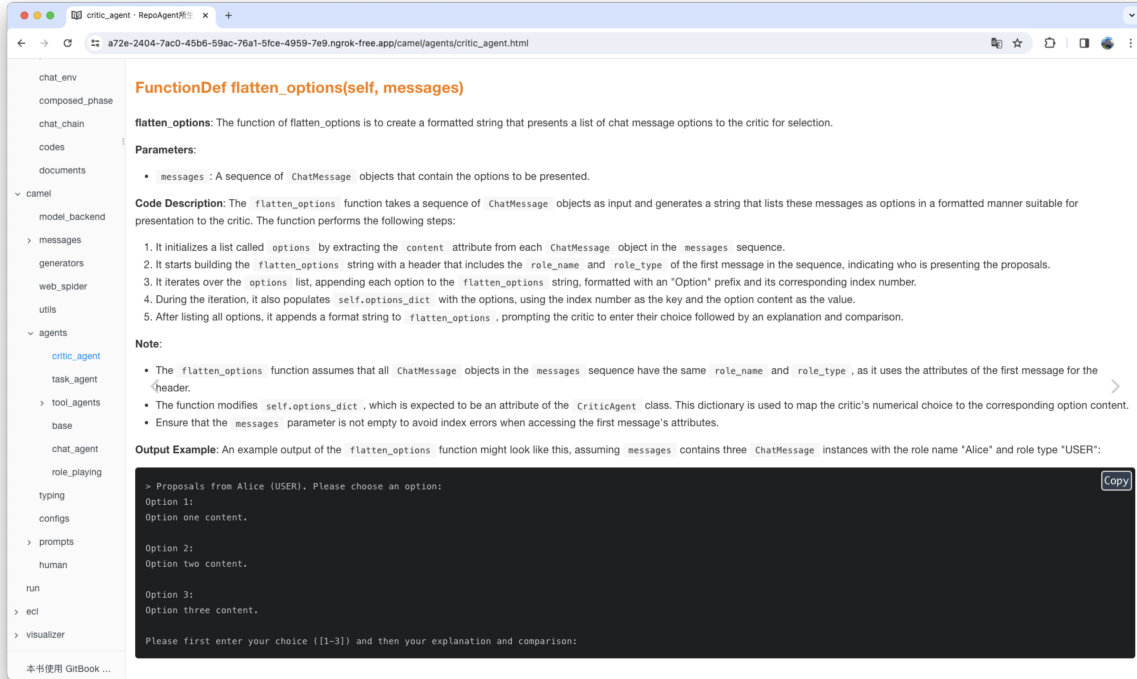 critic_agent · RepoAgent所生
a72e-2404-7ac0-45b6-59ac-76a1-5fce-4959-7e9.ngrok-free.app/camel/agents/critic_agent.html
chat_env
composed_phase
chat_chain
codes
documents
camel
model_backend
messages
generators
web_spider
utils
agents
critic_agent
task_agent
tool_agents
base
chat_agent
role_playing
typing
configs
prompts
human
run
ecl
visualizer
本书使用 GitBook ...
FunctionDef flatten_options(self, messages)
flatten_options: The function of flatten_options is to create a formatted string that presents a list of chat message options to the critic for selection.
Parameters:
• messages : A sequence of ChatMessage objects that contain the options to be presented.
Code Description: The flatten_options function takes a sequence of ChatMessage objects as input and generates a string that lists these messages as options in a formatted manner suitable for
presentation to the critic. The function performs the following steps:
1. It initializes a list called options by extracting the content attribute from each ChatMessage object in the messages sequence.
2. It starts building the flatten_options string with a header that includes the role_name and role_type of the first message in the sequence, indicating who is presenting the proposals.
3. It iterates over the options list, appending each option to the flatten_options string, formatted with an "Option" prefix and its corresponding index number.
4. During the iteration, it also populates self.options_dict with the options, using the index number as the key and the option content as the value.
5. After listing all options, it appends a format string to flatten_options , prompting the critic to enter their choice followed by an explanation and comparison.
Note:
• The flatten_options function assumes that all ChatMessage objects in the messages sequence have the same role_name and role_type , as it uses the attributes of the first message for the
header.
• The function modifies self.options_dict , which is expected to be an attribute of the CriticAgent class. This dictionary is used to map the critic's numerical choice to the corresponding option content.
• Ensure that the messages parameter is not empty to avoid index errors when accessing the first message's attributes.
Output Example: An example output of the flatten_options function might look like this, assuming messages contains three ChatMessage instances with the role name "Alice" and role type "USER":
Copy
> Proposals from Alice (USER). Please choose an option:
Option 1:
Option one content.
Option 2:
Option two content.
Option 3:
Option three content.
Please first enter your choice ([1-3]) and then your explanation and comparison: